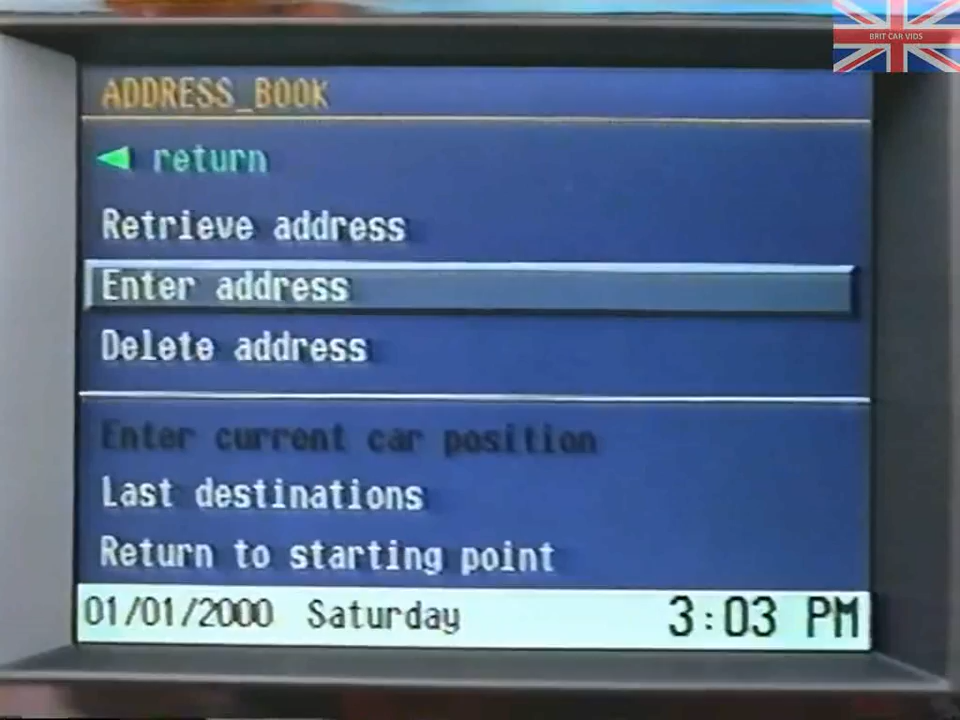 BRIT CAR VIDS
ADDRESS_BOOK
return
Retrieve address
Enter address
Delete address
Enter current car position
Last destinations
Return to starting point
01/01/2000 Saturday 3:03 PM